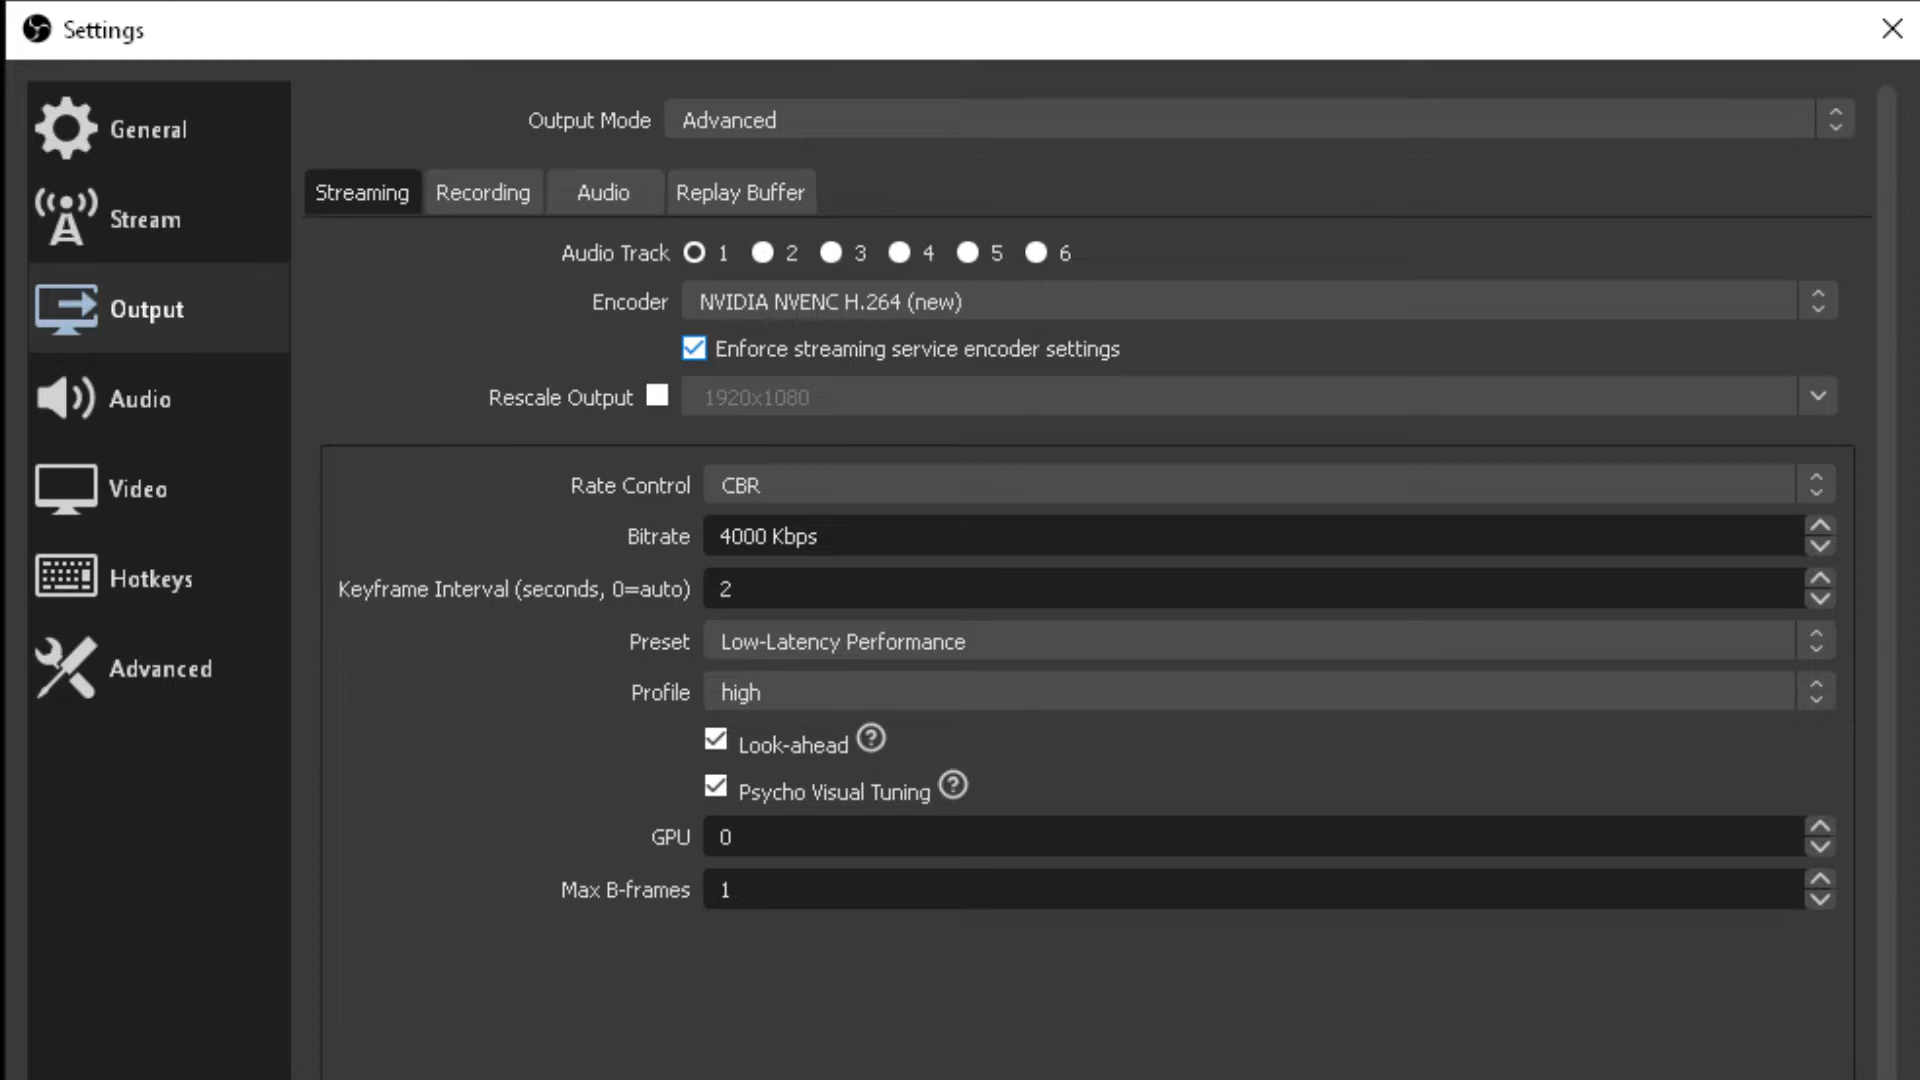 Settings
General
Stream
Output
Audio
Video
Hotkeys
Advanced
Output Mode Advanced
Streaming Recording Audio Replay Buffer
Audio Track 1 2 3 4 5 6
Encoder NVIDIA NVENC H.264 (new)
Enforce streaming service encoder settings
Rescale Output 1920x1080
Rate Control CBR
Bitrate 4000 Kbps
Keyframe Interval (seconds, 0=auto) 2
Preset Low-Latency Performance
Profile high
Look-ahead ?
Psycho Visual Tuning ?
GPU 0
Max B-frames 1